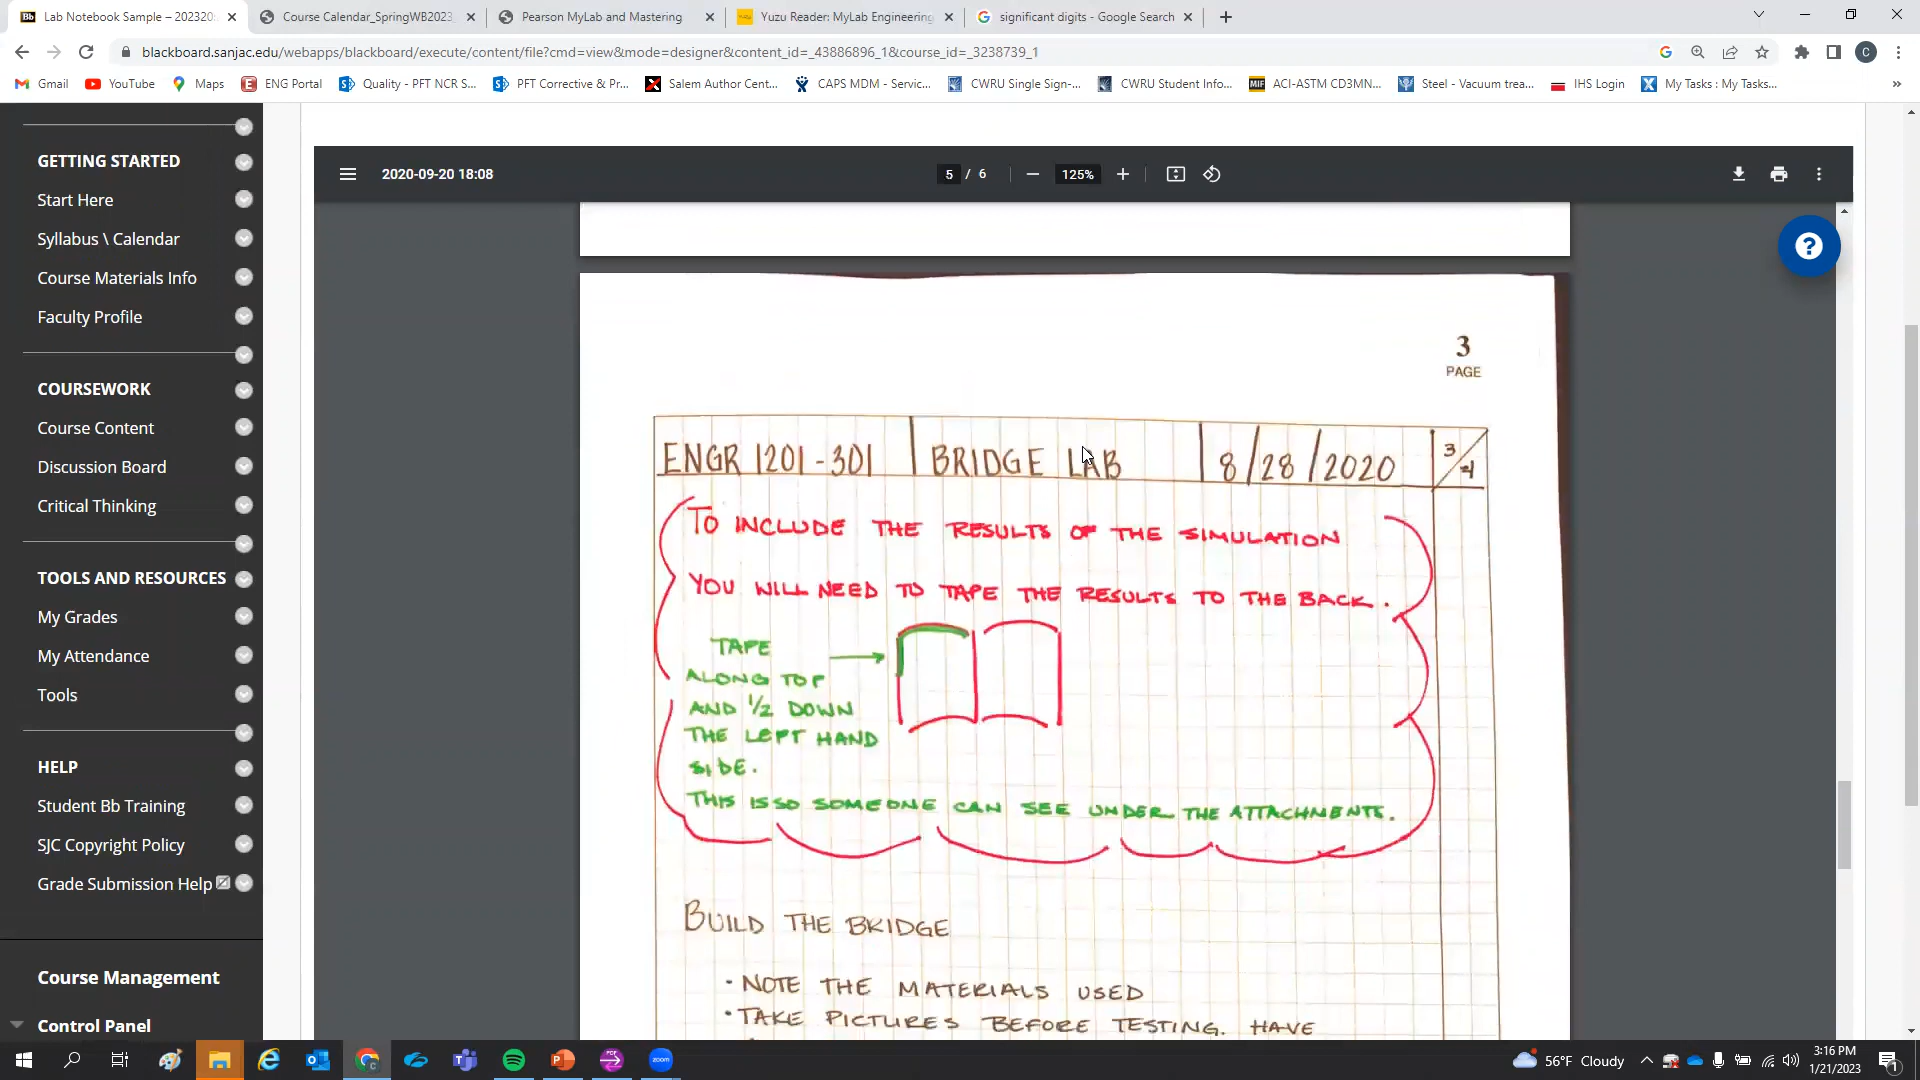 Lab Notebook Sample – 202320
Course Calendar_SpringWB2023
Pearson MyLab and Mastering
Yuzu Reader: MyLab Engineering
significant digits - Google Search
blackboard.sanjac.edu/webapps/blackboard/execute/content/file?cmd=view&mode=designer&content_id=_43886896_1&course_id=_3238739_1
Gmail
YouTube
Maps
ENG Portal
Quality - PFT NCR S...
PFT Corrective & Pr...
Salem Author Cent...
CAPS MDM - Servic...
CWRU Single Sign-...
CWRU Student Info...
ACI-ASTM CD3MN...
Steel - Vacuum trea...
IHS Login
My Tasks : My Tasks...
GETTING STARTED
Start Here
Syllabus \ Calendar
Course Materials Info
Faculty Profile
COURSEWORK
Course Content
Discussion Board
Critical Thinking
TOOLS AND RESOURCES
My Grades
My Attendance
Tools
HELP
Student Bb Training
SJC Copyright Policy
Grade Submission Help
Course Management
Control Panel
2020-09-20 18:08
5 / 6
125%
3
PAGE
ENGR 1201-301
BRIDGE LAB
8/28/2020
3/4
TO INCLUDE THE RESULTS OF THE SIMULATION
YOU WILL NEED TO TAPE THE RESULTS TO THE BACK.
TAPE
ALONG TOP
AND 1/2 DOWN
THE LEFT HAND
SIDE.
THIS IS SO SOMEONE CAN SEE UNDER THE ATTACHMENTS.
BUILD THE BRIDGE
• NOTE THE MATERIALS USED
• TAKE PICTURES BEFORE TESTING. HAVE
56°F Cloudy
3:16 PM
1/21/2023